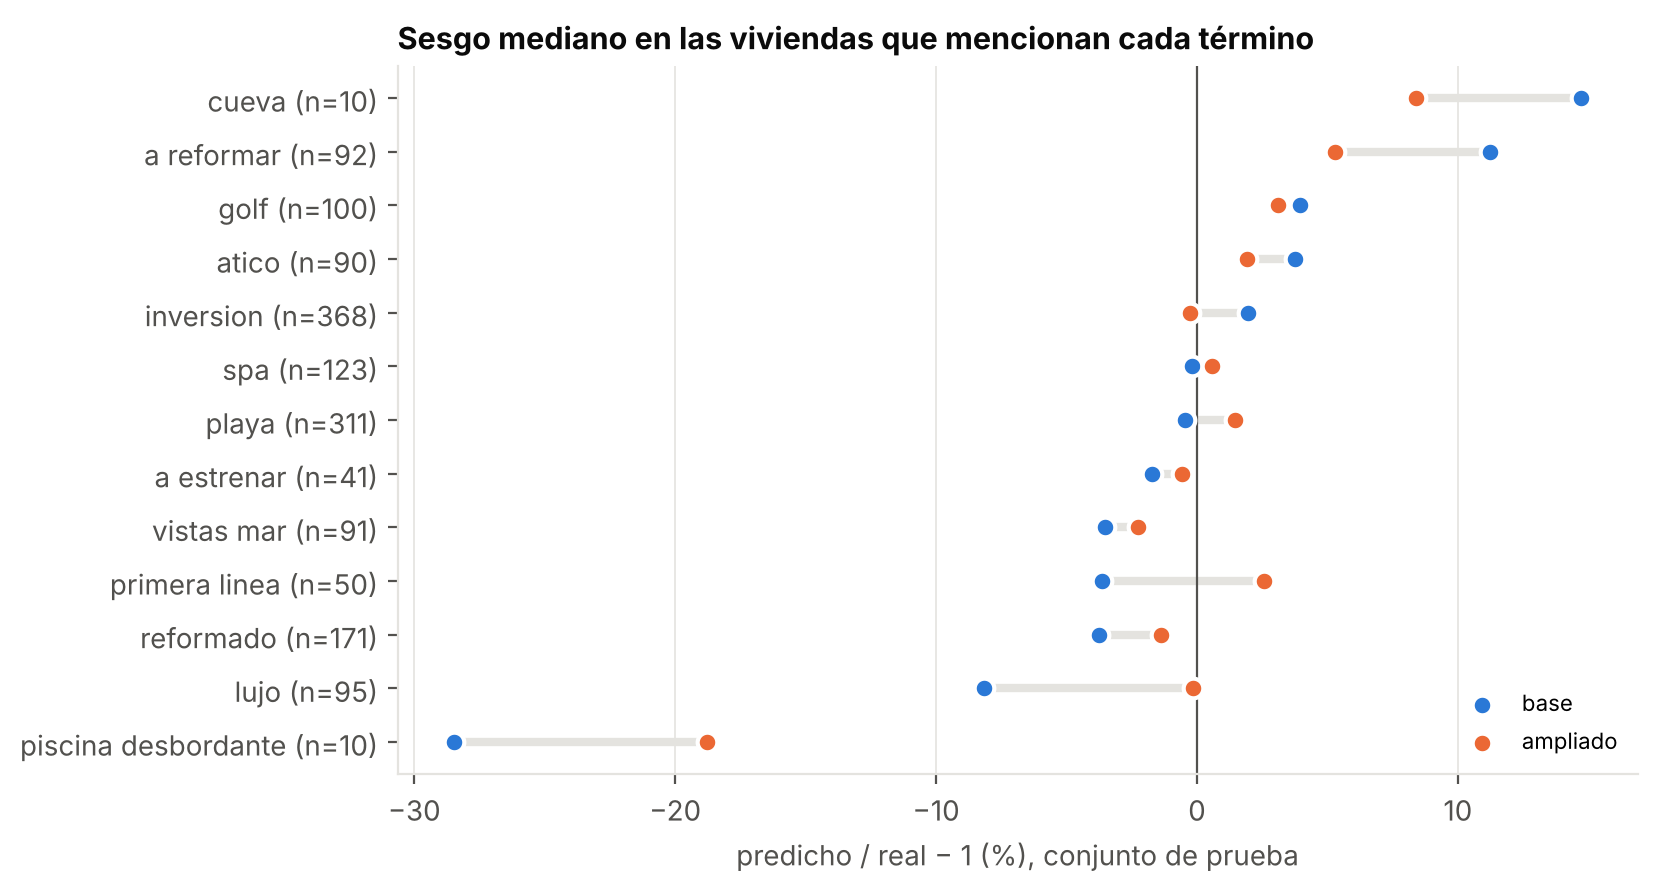 Sesgo mediano en las viviendas que mencionan cada término
cueva (n=10)
a reformar (n=92)
golf (n=100)
atico (n=90)
inversion (n=368)
spa (n=123)
playa (n=311)
a estrenar (n=41)
vistas mar (n=91)
primera linea (n=50)
reformado (n=171)
lujo (n=95)
piscina desbordante (n=10)
base
ampliado
−30 −20 −10 0 10
predicho / real − 1 (%), conjunto de prueba